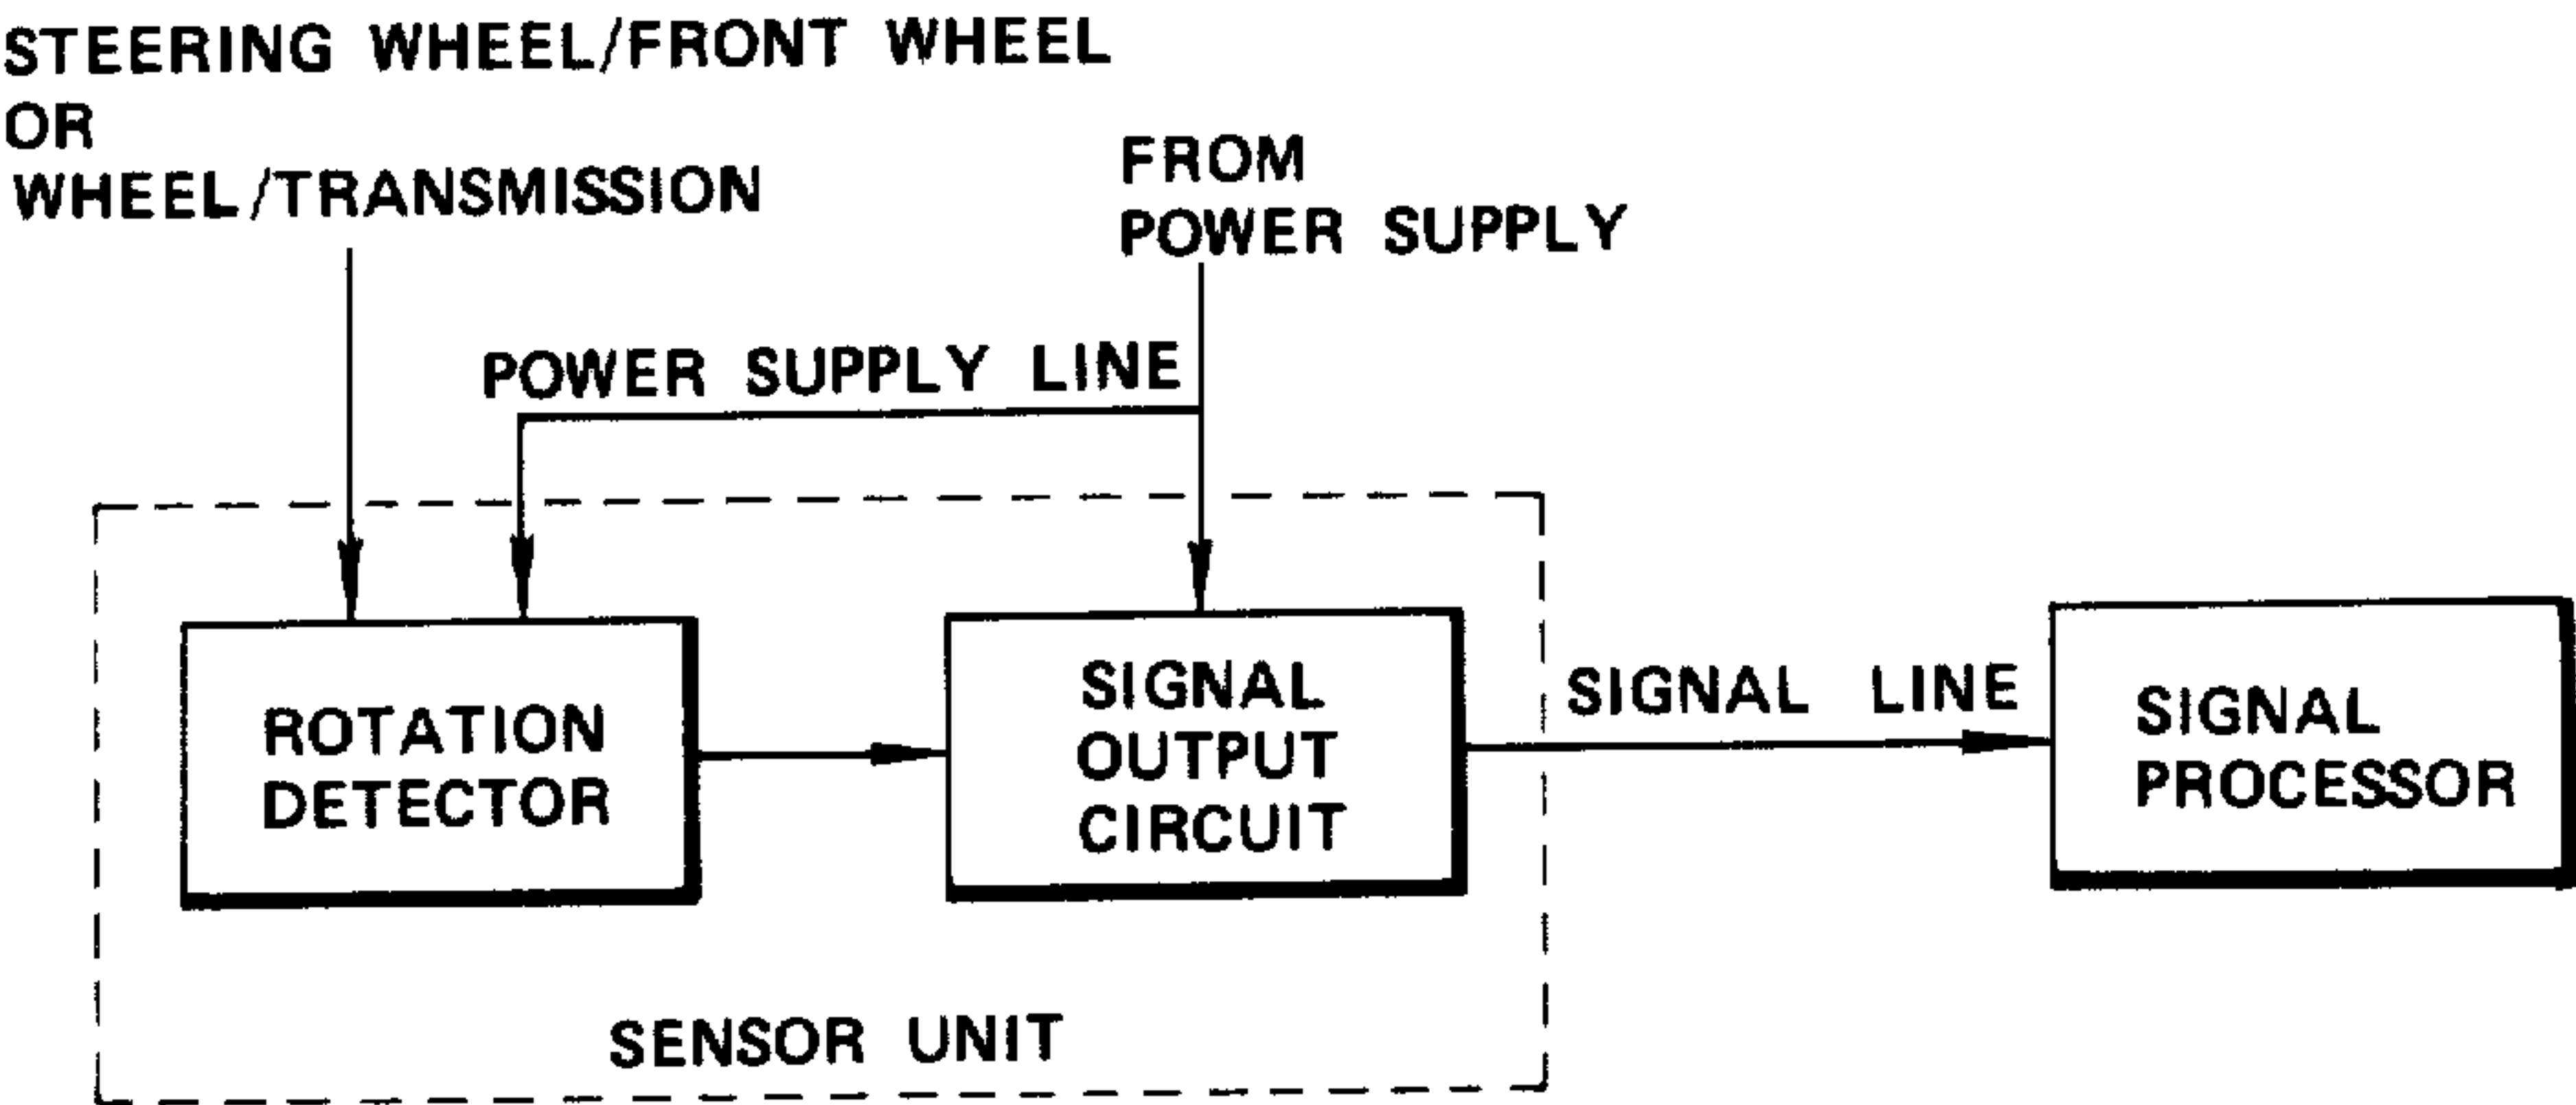 STEERING WHEEL/FRONT WHEEL
OR
WHEEL/TRANSMISSION
FROM
POWER SUPPLY
POWER SUPPLY LINE
ROTATION
DETECTOR
SIGNAL
OUTPUT
CIRCUIT
SIGNAL LINE
SIGNAL
PROCESSOR
SENSOR UNIT